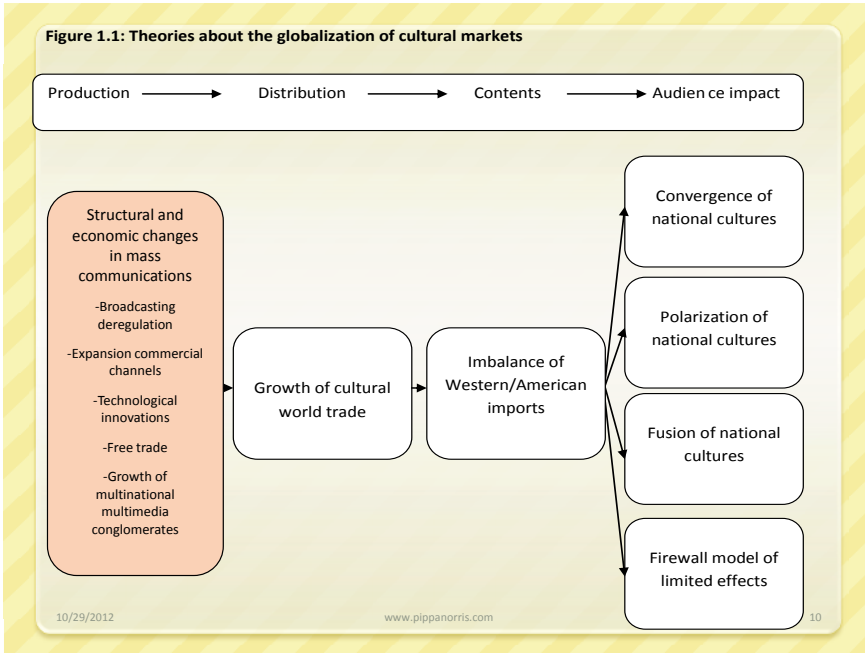 Figure 1.1: Theories about the globalization of cultural markets
Production Distribution Contents Audien ce impact
Structural and
economic changes
in mass
communications
-Broadcasting
deregulation
-Expansion commercial
channels
-Technological
innovations
-Free trade
-Growth of
multinational
multimedia
conglomerates
Growth of cultural
world trade
Imbalance of
Western/American
imports
Convergence of
national cultures
Polarization of
national cultures
Fusion of national
cultures
Firewall model of
limited effects
10/29/2012 www.pippanorris.com 10